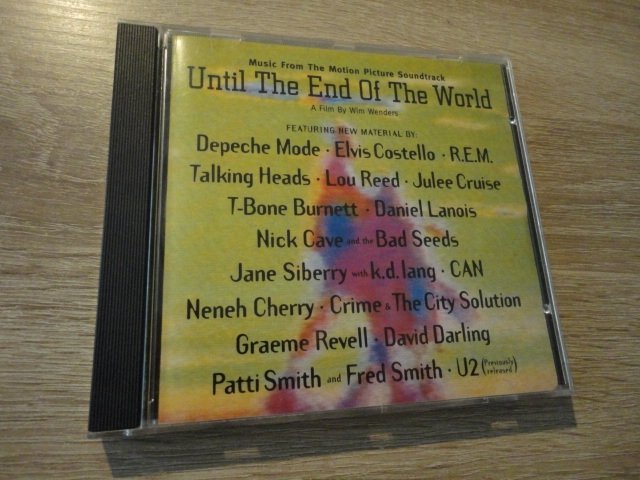 Music From The Motion Picture Soundtrack
Until The End Of The World
A Film By Wim Wenders
FEATURING NEW MATERIAL BY:
Depeche Mode · Elvis Costello · R.E.M.
Talking Heads · Lou Reed · Julee Cruise
T-Bone Burnett · Daniel Lanois
Nick Cave and the Bad Seeds
Jane Siberry with k.d. lang · CAN
Neneh Cherry · Crime & The City Solution
Graeme Revell · David Darling
Patti Smith and Fred Smith · U2 (Previously released)